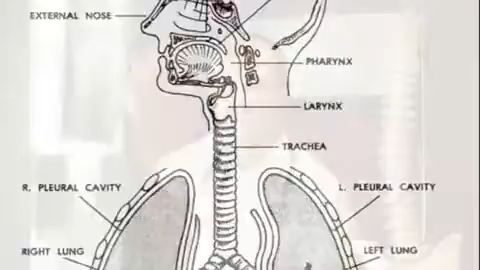 EXTERNAL NOSE
PHARYNX
LARYNX
TRACHEA
R. PLEURAL CAVITY
L. PLEURAL CAVITY
RIGHT LUNG
LEFT LUNG